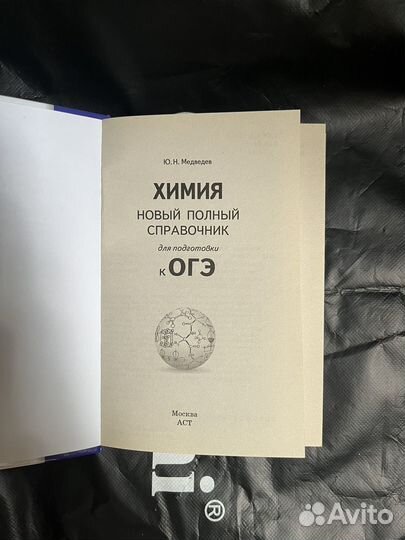 Ю. Н. Медведев
ХИМИЯ
НОВЫЙ ПОЛНЫЙ
СПРАВОЧНИК
для подготовки
к ОГЭ
Москва
АСТ
®
Avito